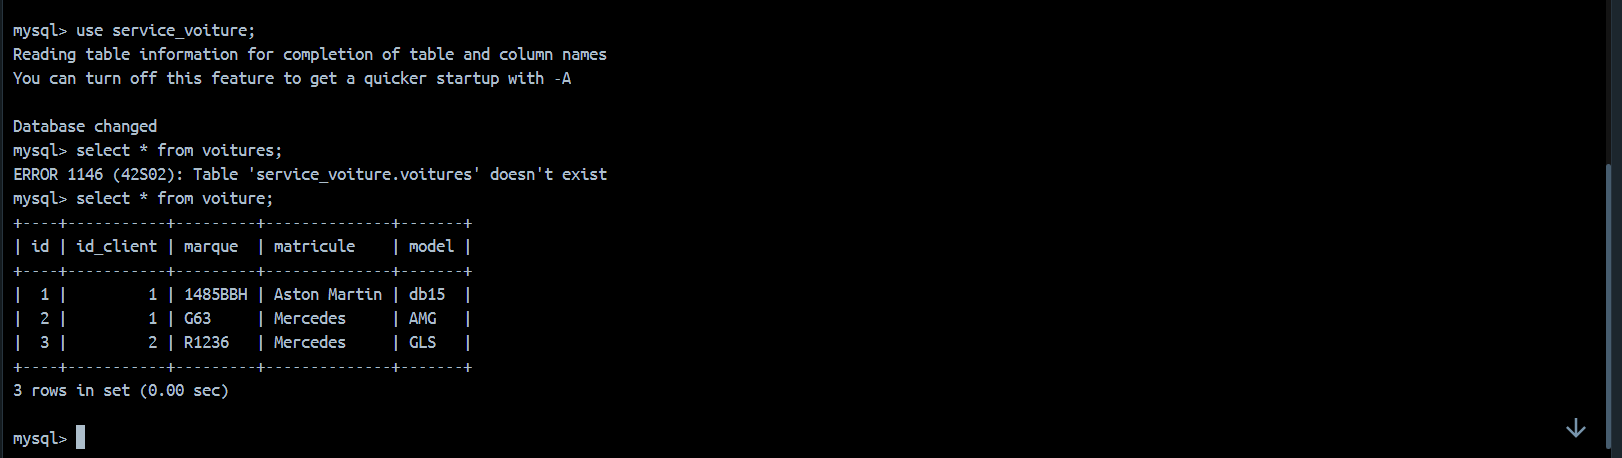 mysql> use service_voiture;
Reading table information for completion of table and column names
You can turn off this feature to get a quicker startup with -A
Database changed
mysql> select * from voitures;
ERROR 1146 (42S02): Table 'service_voiture.voitures' doesn't exist
mysql> select * from voiture;
+----+-----------+---------+--------------+-------+
| id | id_client | marque  | matricule    | model |
+----+-----------+---------+--------------+-------+
|  1 |         1 | 1485BBH | Aston Martin | db15  |
|  2 |         1 | G63     | Mercedes     | AMG   |
|  3 |         2 | R1236   | Mercedes     | GLS   |
+----+-----------+---------+--------------+-------+
3 rows in set (0.00 sec)
mysql>